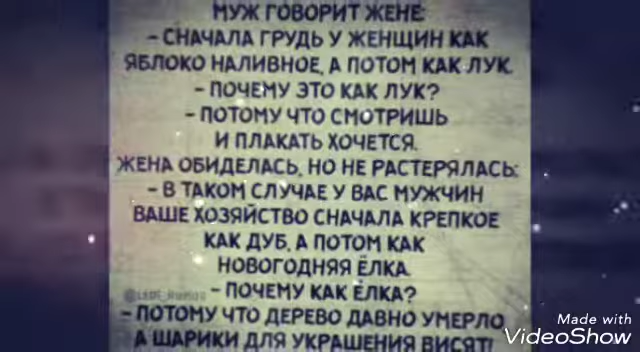 МУЖ ГОВОРИТ ЖЕНЕ:
- СНАЧАЛА ГРУДЬ У ЖЕНЩИН КАК
ЯБЛОКО НАЛИВНОЕ, А ПОТОМ КАК ЛУК.
- ПОЧЕМУ ЭТО КАК ЛУК?
- ПОТОМУ ЧТО СМОТРИШЬ
И ПЛАКАТЬ ХОЧЕТСЯ.
ЖЕНА ОБИДЕЛАСЬ, НО НЕ РАСТЕРЯЛАСЬ:
- В ТАКОМ СЛУЧАЕ У ВАС МУЖЧИН
ВАШЕ ХОЗЯЙСТВО СНАЧАЛА КРЕПКОЕ
КАК ДУБ, А ПОТОМ КАК
НОВОГОДНЯЯ ЁЛКА.
- ПОЧЕМУ КАК ЁЛКА?
- ПОТОМУ ЧТО ДЕРЕВО ДАВНО УМЕРЛО,
А ШАРИКИ ДЛЯ УКРАШЕНИЯ ВИСЯТ!
Made with
VideoShow